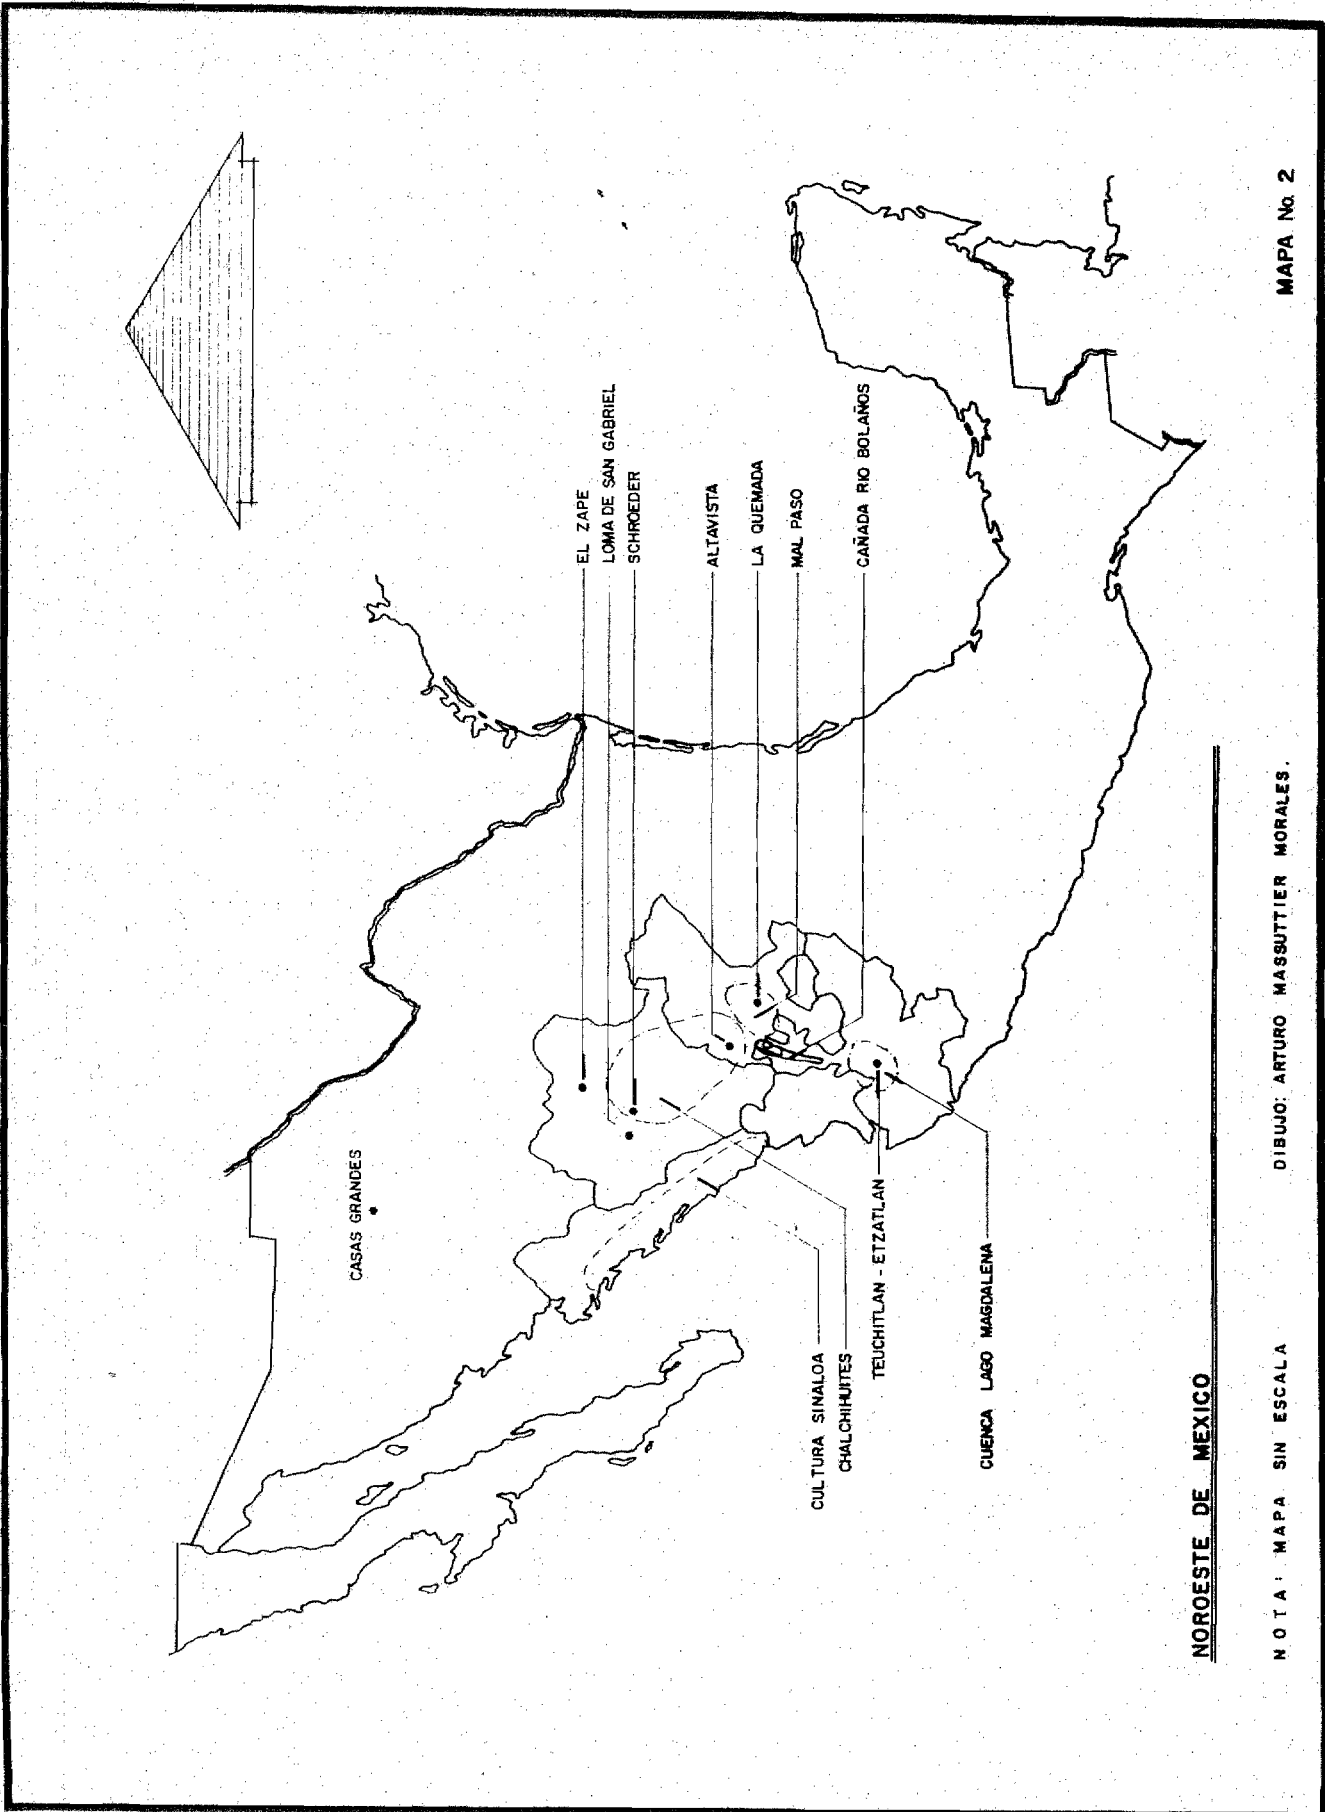 EL ZAPE
LOMA DE SAN GABRIEL
SCHROEDER
ALTAVISTA
LA QUEMADA
MAL PASO
CAÑADA RIO BOLAÑOS
CASAS GRANDES
CULTURA SINALOA
CHALCHIHUITES
TEUCHITLAN - ETZATLAN
CUENCA LAGO MAGDALENA
NOROESTE DE MEXICO
NOTA: MAPA SIN ESCALA
DIBUJO: ARTURO MASSUTTIER MORALES.
MAPA No. 2